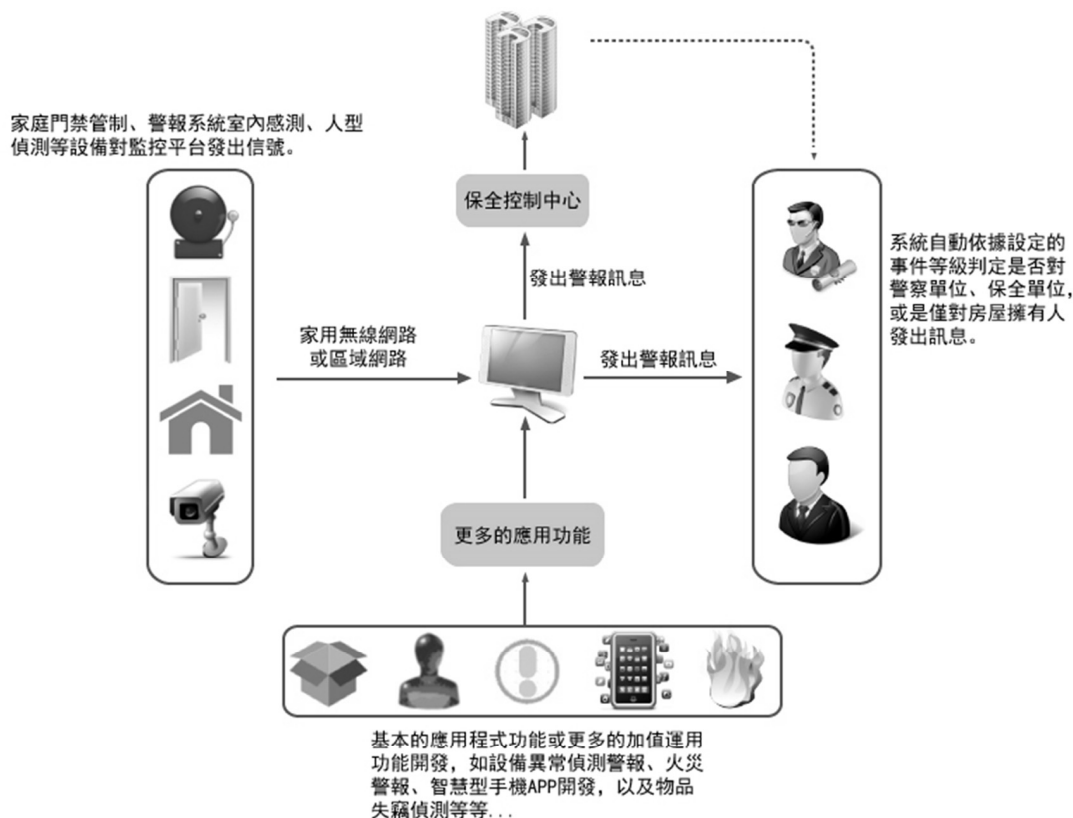 家庭門禁管制、警報系統室內感測、人型
偵測等設備對監控平台發出信號。
保全控制中心
發出警報訊息
家用無線網路
或區域網路
發出警報訊息
系統自動依據設定的
事件等級判定是否對
警察單位、保全單位,
或是僅對房屋擁有人
發出訊息。
更多的應用功能
基本的應用程式功能或更多的加值運用
功能開發, 如設備異常偵測警報、火災
警報、智慧型手機APP開發, 以及物品
失竊偵測等等...